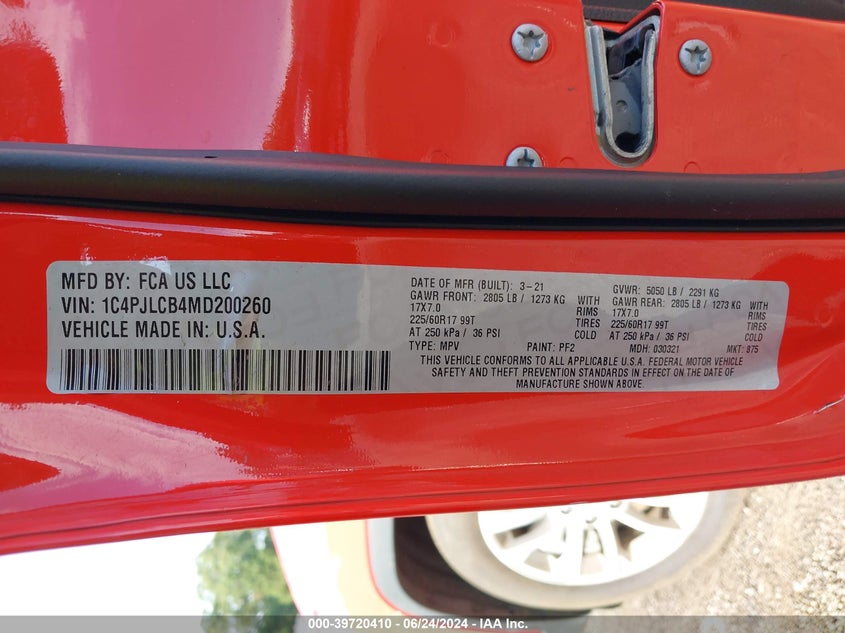 MFD BY: FCA US LLC
VIN: 1C4PJLCB4MD200260
VEHICLE MADE IN: U.S.A.
DATE OF MFR (BUILT): 3-21 GVWR: 5050 LB / 2291 KG
GAWR FRONT: 2805 LB / 1273 KG GAWR REAR: 2805 LB / 1273 KG
17X7.0 RIMS 17X7.0 RIMS
225/60R17 99T TIRES 225/60R17 99T TIRES
AT 250 kPa / 36 PSI COLD AT 250 kPa / 36 PSI COLD
TYPE: MPV PAINT: PF2 MDH: 030321 MKT: 875
THIS VEHICLE CONFORMS TO ALL APPLICABLE U.S.A. FEDERAL MOTOR VEHICLE
SAFETY AND THEFT PREVENTION STANDARDS IN EFFECT ON THE DATE OF
MANUFACTURE SHOWN ABOVE.
000-39720410 - 06/24/2024 - IAA Inc.